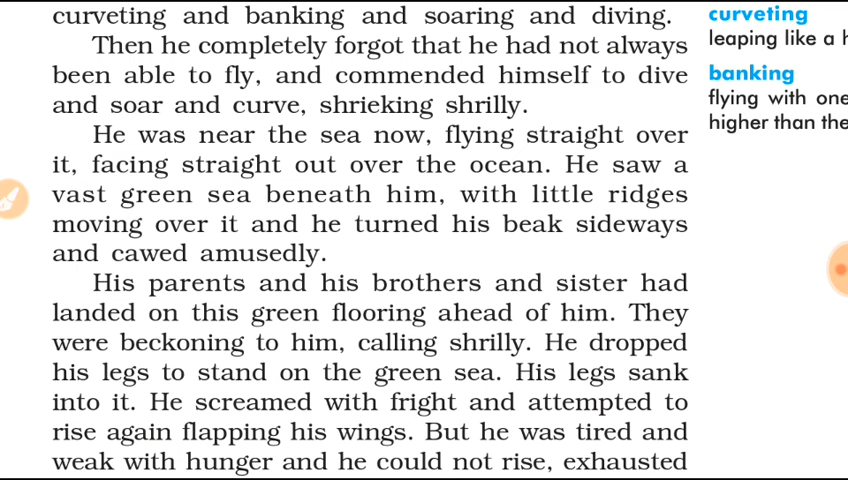 curveting and banking and soaring and diving.
Then he completely forgot that he had not always
been able to fly, and commended himself to dive
and soar and curve, shrieking shrilly.
He was near the sea now, flying straight over
it, facing straight out over the ocean. He saw a
vast green sea beneath him, with little ridges
moving over it and he turned his beak sideways
and cawed amusedly.
His parents and his brothers and sister had
landed on this green flooring ahead of him. They
were beckoning to him, calling shrilly. He dropped
his legs to stand on the green sea. His legs sank
into it. He screamed with fright and attempted to
rise again flapping his wings. But he was tired and
weak with hunger and he could not rise, exhausted
curveting
leaping like a h
banking
flying with one
higher than the